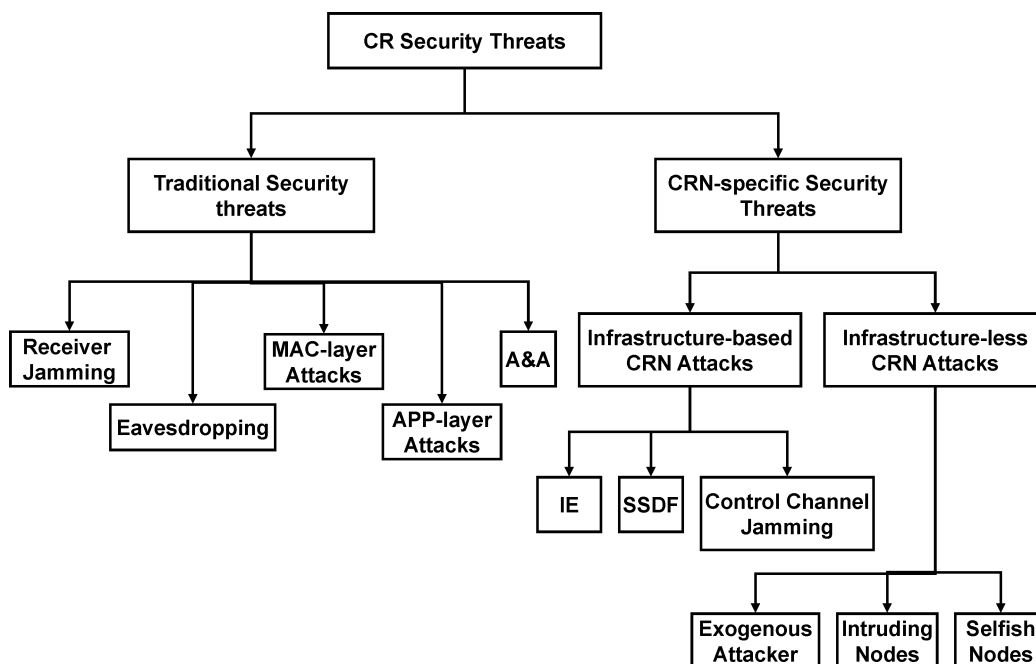 CR Security Threats
Traditional Security
threats
CRN-specific Security
Threats
Receiver
Jamming
Eavesdropping
MAC-layer
Attacks
APP-layer
Attacks
A&A
Infrastructure-based
CRN Attacks
Infrastructure-less
CRN Attacks
IE
SSDF
Control Channel
Jamming
Exogenous
Attacker
Intruding
Nodes
Selfish
Nodes